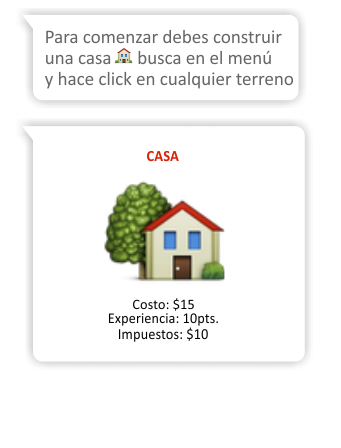 Para comenzar debes construir
una casa busca en el menú
y hace click en cualquier terreno
CASA
Costo: $15
Experiencia: 10pts.
Impuestos: $10